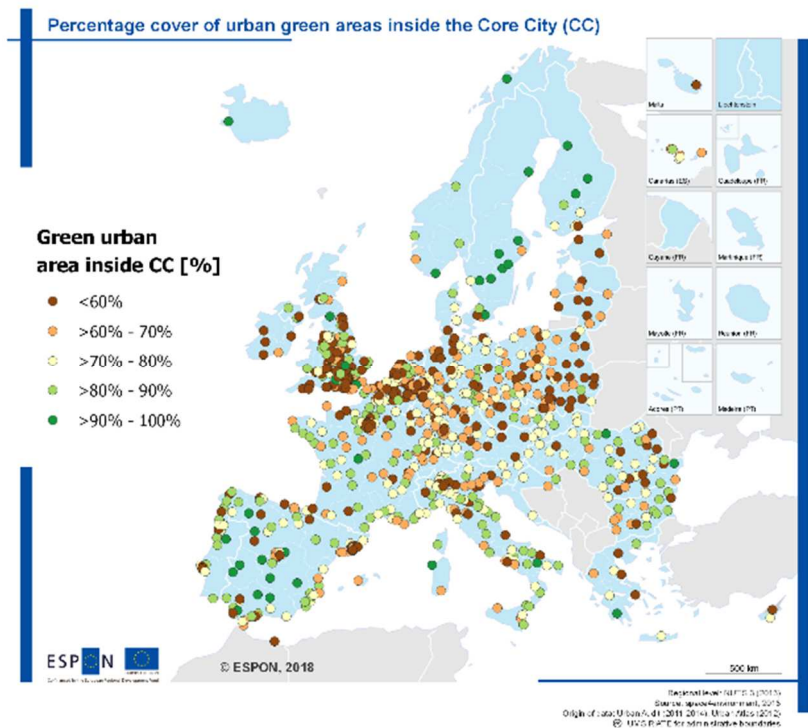 Percentage cover of urban green areas inside the Core City (CC)
Malta
Liechtenstein
Canarias (ES)
Guadeloupe (FR)
Guyane (FR)
Martinique (FR)
Mayotte (FR)
Réunion (FR)
Açores (PT)
Madeira (PT)
Green urban
area inside CC [%]
<60%
>60% - 70%
>70% - 80%
>80% - 90%
>90% - 100%
ESPON
© ESPON, 2018
500 km
Regional level: NUTS 3 (2013)
Source: space4environment, 2018
Origin of data: Urban Audit (2011-2014), Urban Atlas (2012)
UMS RIATE for administrative boundaries